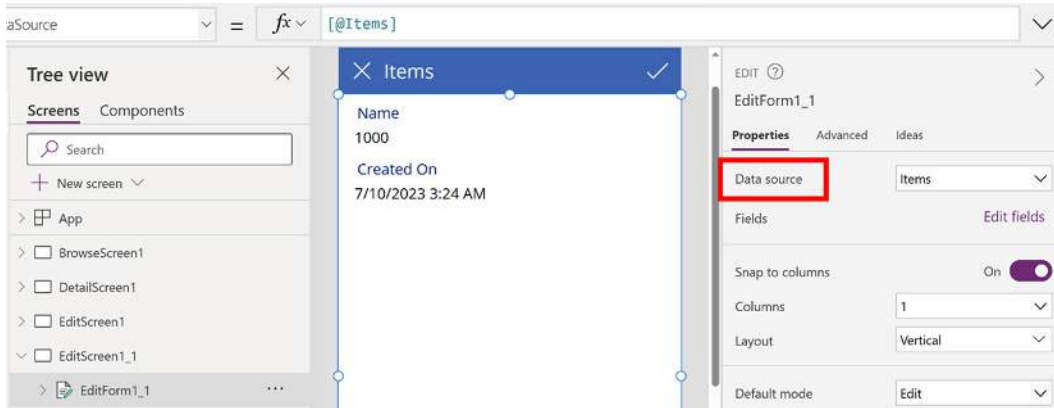 aSource = fx [@Items]
Tree view
Screens Components
Search
New screen
App
BrowseScreen1
DetailScreen1
EditScreen1
EditScreen1_1
EditForm1_1 ...
Items
Name
1000
Created On
7/10/2023 3:24 AM
EDIT
EditForm1_1
Properties Advanced Ideas
Data source Items
Fields Edit fields
Snap to columns On
Columns 1
Layout Vertical
Default mode Edit